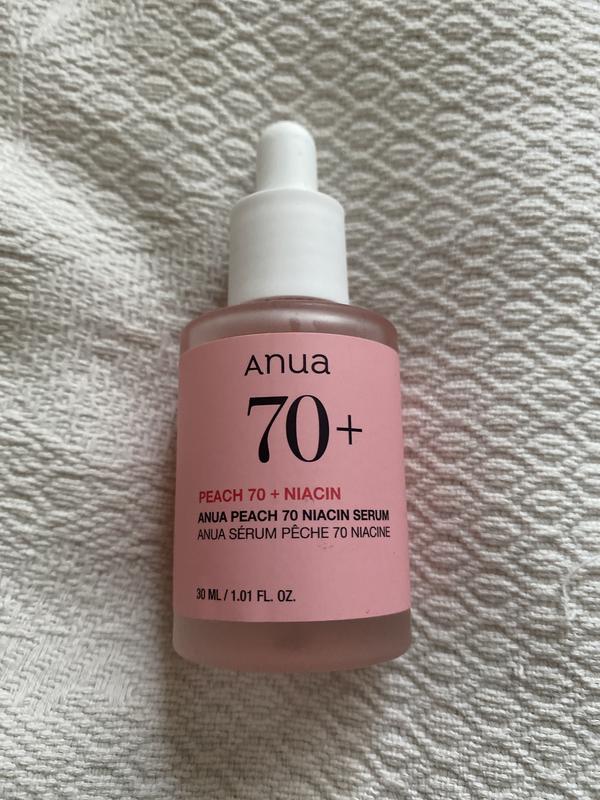 Anua
70+
PEACH 70 + NIACIN
ANUA PEACH 70 NIACIN SERUM
ANUA SÉRUM PÊCHE 70 NIACINE
30 ML / 1.01 FL. OZ.